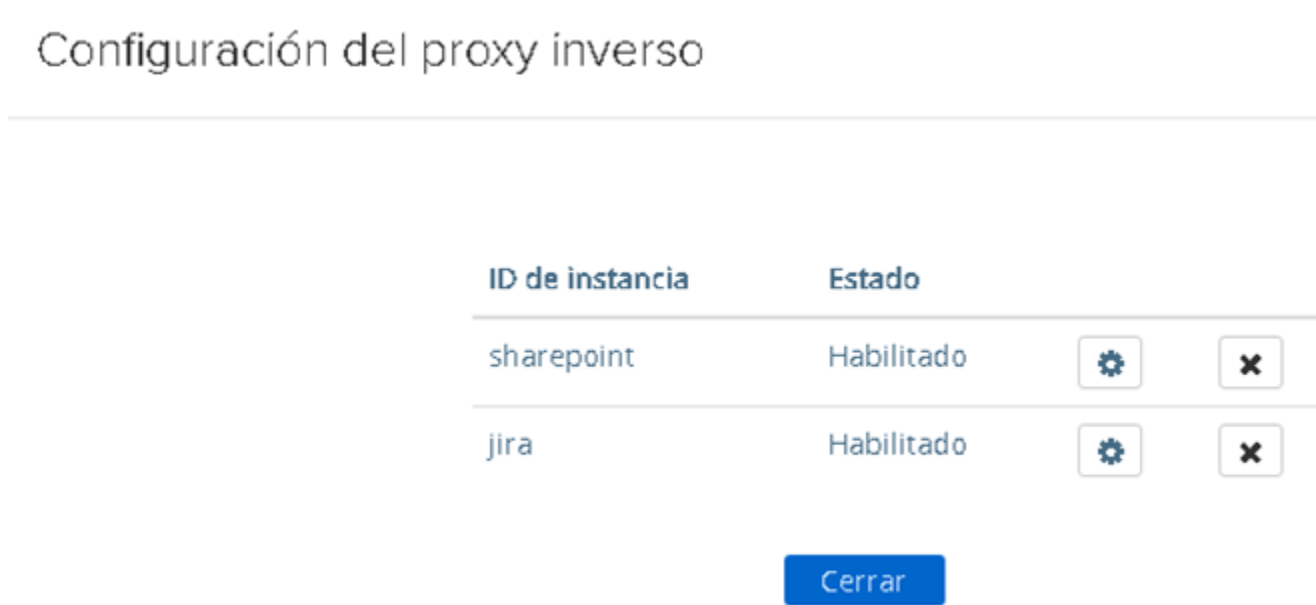 Configuración del proxy inverso
ID de instancia Estado
sharepoint Habilitado
jira Habilitado
Cerrar